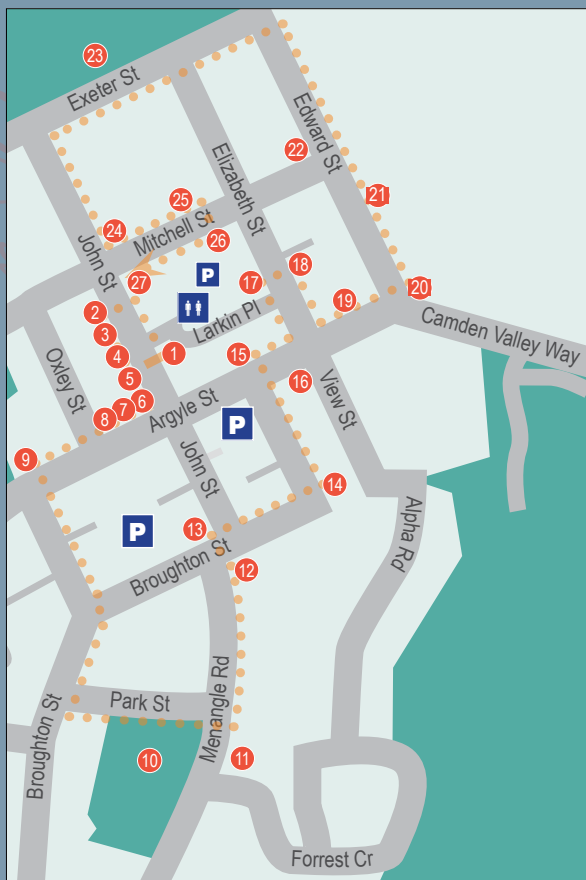 23
Exeter St
Edward St
22
Elizabeth St
21
25
24
Mitchell St
26
John St
P
18
27
17
20
19
2
Larkin Pl
Camden Valley Way
3
Oxley St
4
1
15
5
16
View St
6
7
8
Argyle St
P
9
John St
14
13
P
Alpha Rd
Broughton St
12
Menangle Rd
Park St
Broughton St
10
11
Forrest Cr